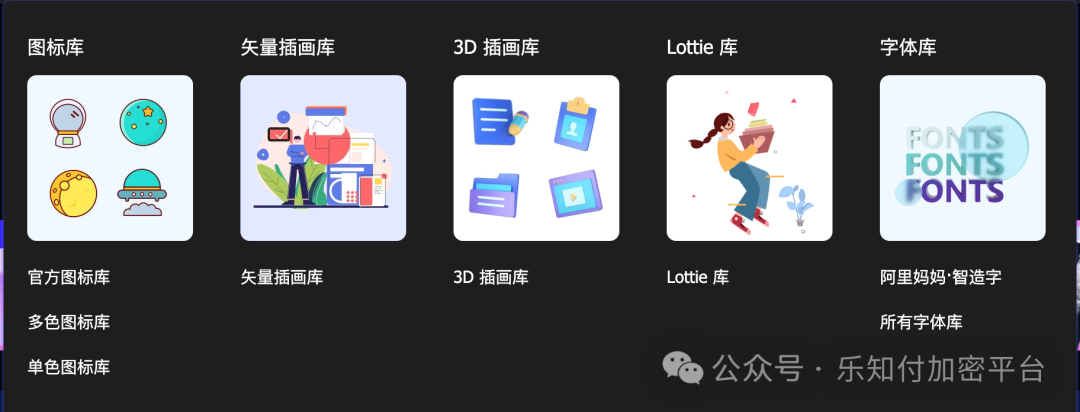 图标库
矢量插画库
3D 插画库
Lottie 库
字体库
FONTS
FONTS
FONTS
官方图标库
矢量插画库
3D 插画库
Lottie 库
阿里妈妈·智造字
多色图标库
所有字体库
单色图标库
公众号 · 乐知付加密平台